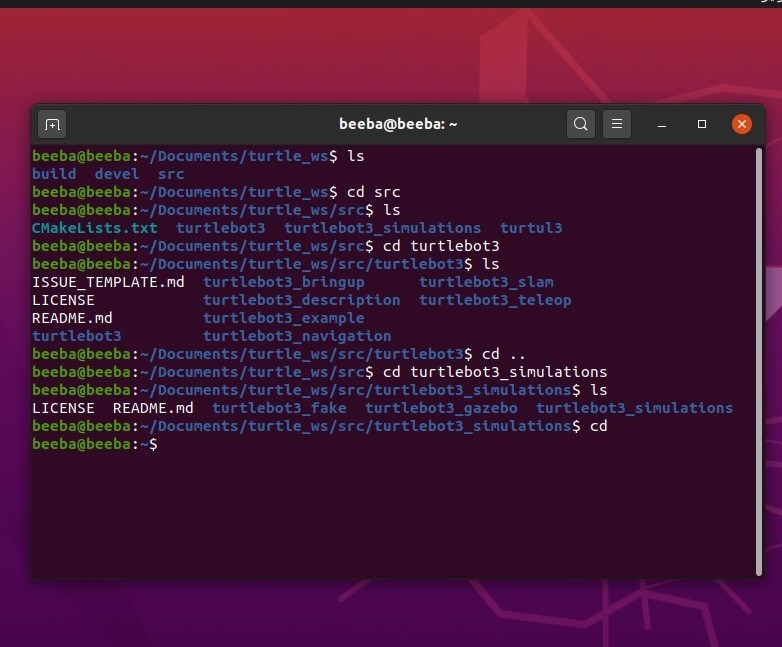 beeba@beeba: ~
beeba@beeba:~/Documents/turtle_ws$ ls
build  devel  src
beeba@beeba:~/Documents/turtle_ws$ cd src
beeba@beeba:~/Documents/turtle_ws/src$ ls
CMakeLists.txt  turtlebot3  turtlebot3_simulations  turtul3
beeba@beeba:~/Documents/turtle_ws/src$ cd turtlebot3
beeba@beeba:~/Documents/turtle_ws/src/turtlebot3$ ls
ISSUE_TEMPLATE.md  turtlebot3_bringup      turtlebot3_slam
LICENSE            turtlebot3_description  turtlebot3_teleop
README.md          turtlebot3_example
turtlebot3         turtlebot3_navigation
beeba@beeba:~/Documents/turtle_ws/src/turtlebot3$ cd ..
beeba@beeba:~/Documents/turtle_ws/src$ cd turtlebot3_simulations
beeba@beeba:~/Documents/turtle_ws/src/turtlebot3_simulations$ ls
LICENSE  README.md  turtlebot3_fake  turtlebot3_gazebo  turtlebot3_simulations
beeba@beeba:~/Documents/turtle_ws/src/turtlebot3_simulations$ cd
beeba@beeba:~$